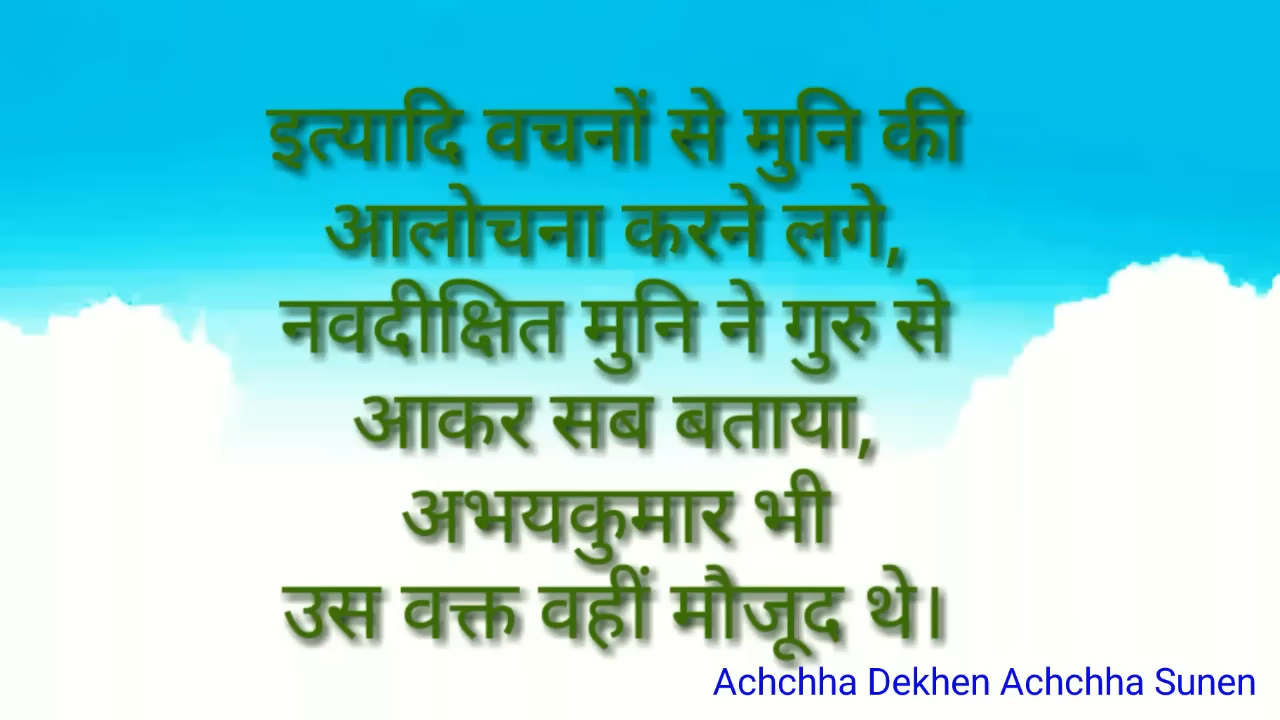 इत्यादि वचनों से मुनि की
आलोचना करने लगे,
नवदीक्षित मुनि ने गुरु से
आकर सब बताया,
अभयकुमार भी
उस वक्त वहीं मौजूद थे।
Achchha Dekhen Achchha Sunen